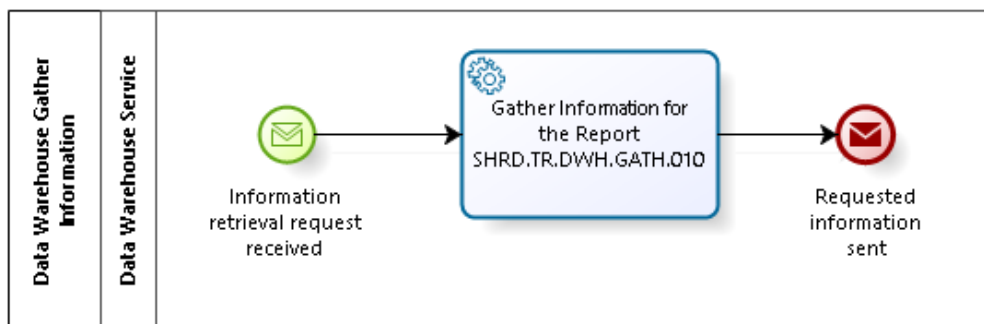 Data Warehouse Gather
Information
Data Warehouse Service
Information
retrieval request
received
Gather Information for
the Report
SHRD.TR.DWH.GATH.010
Requested
information
sent